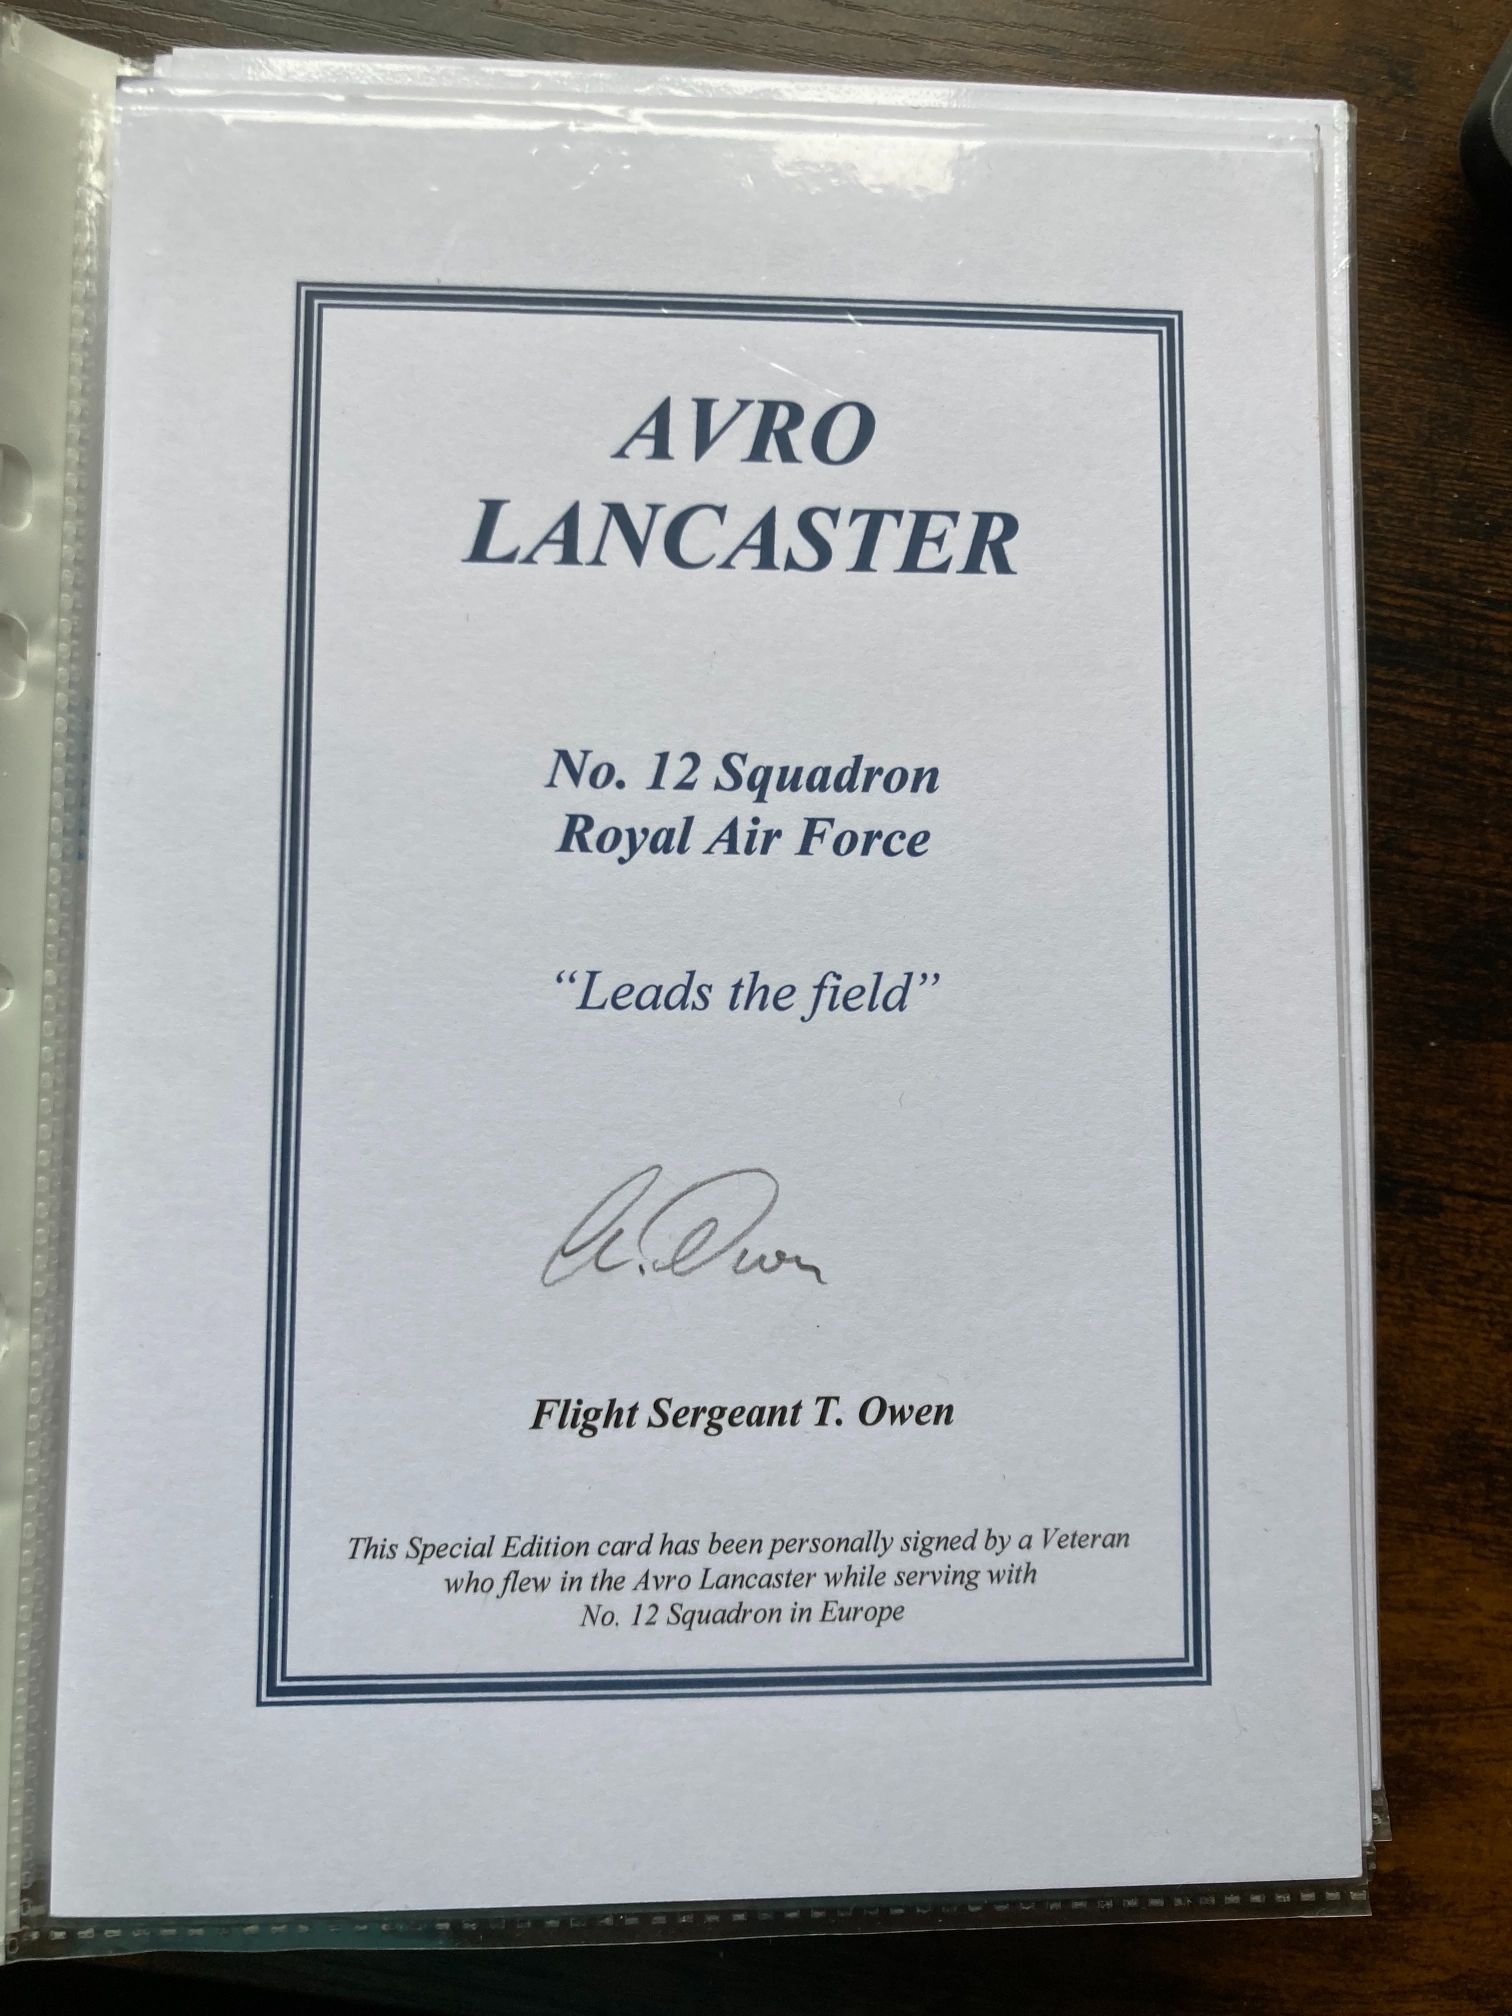 AVRO
LANCASTER
No. 12 Squadron
Royal Air Force
“Leads the field”
Owen
Flight Sergeant T. Owen
This Special Edition card has been personally signed by a Veteran
who flew in the Avro Lancaster while serving with
No. 12 Squadron in Europe